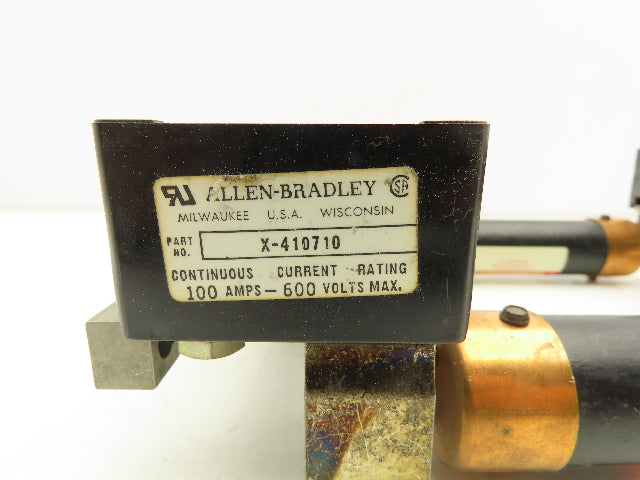 ALLEN-BRADLEY
MILWAUKEE U.S.A. WISCONSIN
PART NO. X-410710
CONTINUOUS CURRENT RATING
100 AMPS - 600 VOLTS MAX.